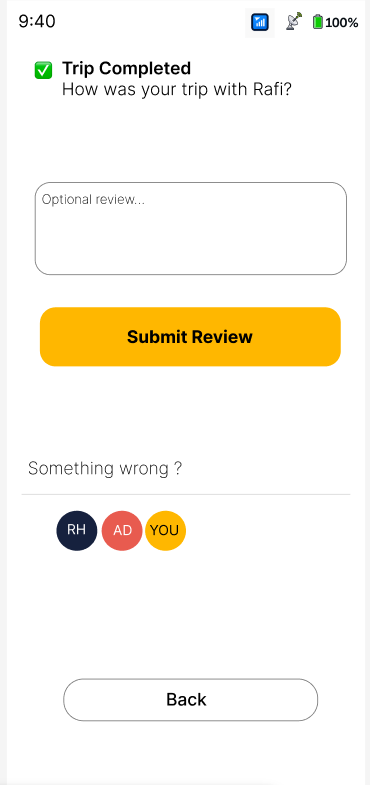 9:40 100%
Trip Completed
How was your trip with Rafi?
Optional review...
Submit Review
Something wrong ?
RH AD YOU
Back